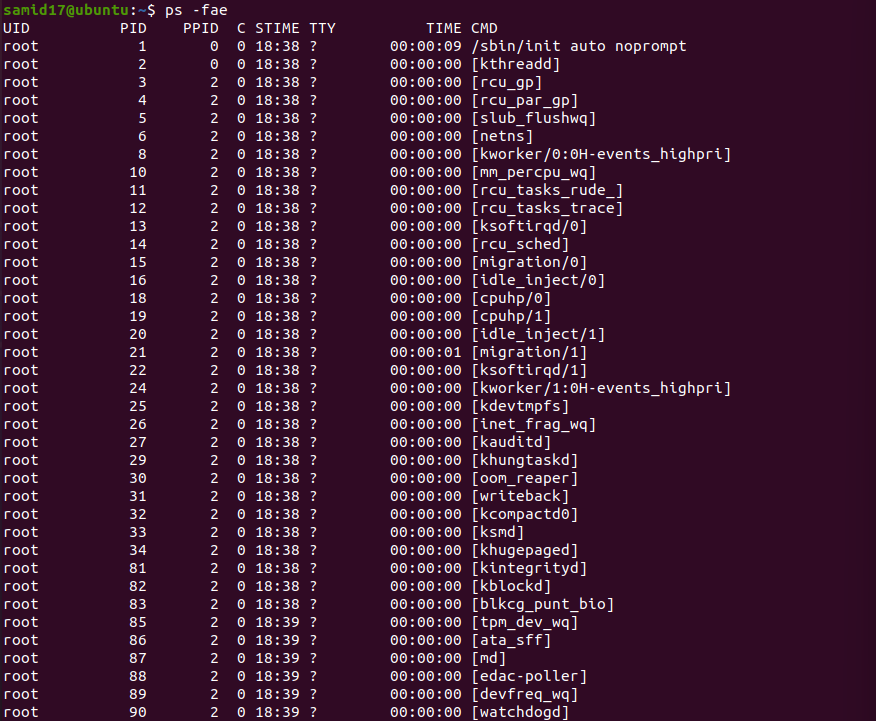 samid17@ubuntu:~$ ps -fae
UID          PID    PPID  C STIME TTY          TIME CMD
root           1       0  0 18:38 ?        00:00:09 /sbin/init auto noprompt
root           2       0  0 18:38 ?        00:00:00 [kthreadd]
root           3       2  0 18:38 ?        00:00:00 [rcu_gp]
root           4       2  0 18:38 ?        00:00:00 [rcu_par_gp]
root           5       2  0 18:38 ?        00:00:00 [slub_flushwq]
root           6       2  0 18:38 ?        00:00:00 [netns]
root           8       2  0 18:38 ?        00:00:00 [kworker/0:0H-events_highpri]
root          10       2  0 18:38 ?        00:00:00 [mm_percpu_wq]
root          11       2  0 18:38 ?        00:00:00 [rcu_tasks_rude_]
root          12       2  0 18:38 ?        00:00:00 [rcu_tasks_trace]
root          13       2  0 18:38 ?        00:00:00 [ksoftirqd/0]
root          14       2  0 18:38 ?        00:00:00 [rcu_sched]
root          15       2  0 18:38 ?        00:00:00 [migration/0]
root          16       2  0 18:38 ?        00:00:00 [idle_inject/0]
root          18       2  0 18:38 ?        00:00:00 [cpuhp/0]
root          19       2  0 18:38 ?        00:00:00 [cpuhp/1]
root          20       2  0 18:38 ?        00:00:00 [idle_inject/1]
root          21       2  0 18:38 ?        00:00:01 [migration/1]
root          22       2  0 18:38 ?        00:00:00 [ksoftirqd/1]
root          24       2  0 18:38 ?        00:00:00 [kworker/1:0H-events_highpri]
root          25       2  0 18:38 ?        00:00:00 [kdevtmpfs]
root          26       2  0 18:38 ?        00:00:00 [inet_frag_wq]
root          27       2  0 18:38 ?        00:00:00 [kauditd]
root          29       2  0 18:38 ?        00:00:00 [khungtaskd]
root          30       2  0 18:38 ?        00:00:00 [oom_reaper]
root          31       2  0 18:38 ?        00:00:00 [writeback]
root          32       2  0 18:38 ?        00:00:00 [kcompactd0]
root          33       2  0 18:38 ?        00:00:00 [ksmd]
root          34       2  0 18:38 ?        00:00:00 [khugepaged]
root          81       2  0 18:38 ?        00:00:00 [kintegrityd]
root          82       2  0 18:38 ?        00:00:00 [kblockd]
root          83       2  0 18:38 ?        00:00:00 [blkcg_punt_bio]
root          85       2  0 18:39 ?        00:00:00 [tpm_dev_wq]
root          86       2  0 18:39 ?        00:00:00 [ata_sff]
root          87       2  0 18:39 ?        00:00:00 [md]
root          88       2  0 18:39 ?        00:00:00 [edac-poller]
root          89       2  0 18:39 ?        00:00:00 [devfreq_wq]
root          90       2  0 18:39 ?        00:00:00 [watchdogd]